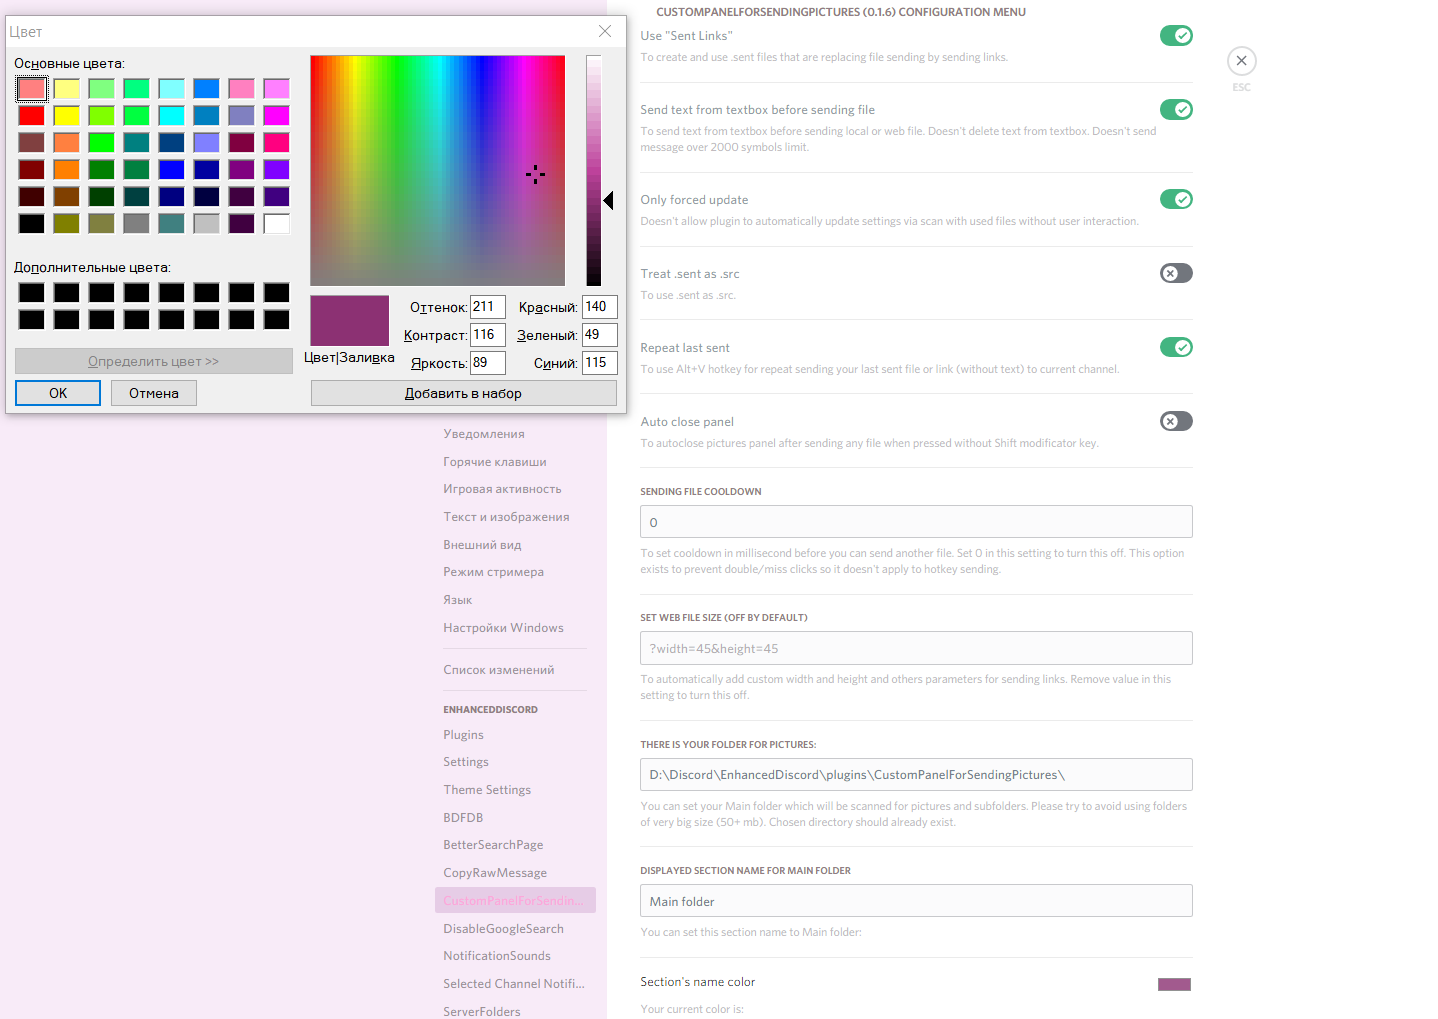 Цвет
Основные цвета:
Дополнительные цвета:
Определить цвет >>
OK
Отмена
Цвет|Заливка
Оттенок: 211
Контраст: 116
Яркость: 89
Красный: 140
Зеленый: 49
Синий: 115
Добавить в набор
Уведомления
Горячие клавиши
Игровая активность
Текст и изображения
Внешний вид
Режим стримера
Язык
Настройки Windows
Список изменений
ENHANCEDDISCORD
Plugins
Settings
Theme Settings
BDFDB
BetterSearchPage
CopyRawMessage
CustomPanelForSendin...
DisableGoogleSearch
NotificationSounds
Selected Channel Notifi...
ServerFolders
CUSTOMPANELFORSENDINGPICTURES (0.1.6) CONFIGURATION MENU
Use "Sent Links"
To create and use .sent files that are replacing file sending by sending links.
ESC
Send text from textbox before sending file
To send text from textbox before sending local or web file. Doesn't delete text from textbox. Doesn't send
message over 2000 symbols limit.
Only forced update
Doesn't allow plugin to automatically update settings via scan with used files without user interaction.
Treat .sent as .src
To use .sent as .src.
Repeat last sent
To use Alt+V hotkey for repeat sending your last sent file or link (without text) to current channel.
Auto close panel
To autoclose pictures panel after sending any file when pressed without Shift modificator key.
SENDING FILE COOLDOWN
0
To set cooldown in millisecond before you can send another file. Set 0 in this setting to turn this off. This option
exists to prevent double/miss clicks so it doesn't apply to hotkey sending.
SET WEB FILE SIZE (OFF BY DEFAULT)
?width=45&height=45
To automatically add custom width and height and others parameters for sending links. Remove value in this
setting to turn this off.
THERE IS YOUR FOLDER FOR PICTURES:
D:\Discord\EnhancedDiscord\plugins\CustomPanelForSendingPictures\
You can set your Main folder which will be scanned for pictures and subfolders. Please try to avoid using folders
of very big size (50+ mb). Chosen directory should already exist.
DISPLAYED SECTION NAME FOR MAIN FOLDER
Main folder
You can set this section name to Main folder:
Section's name color
Your current color is: